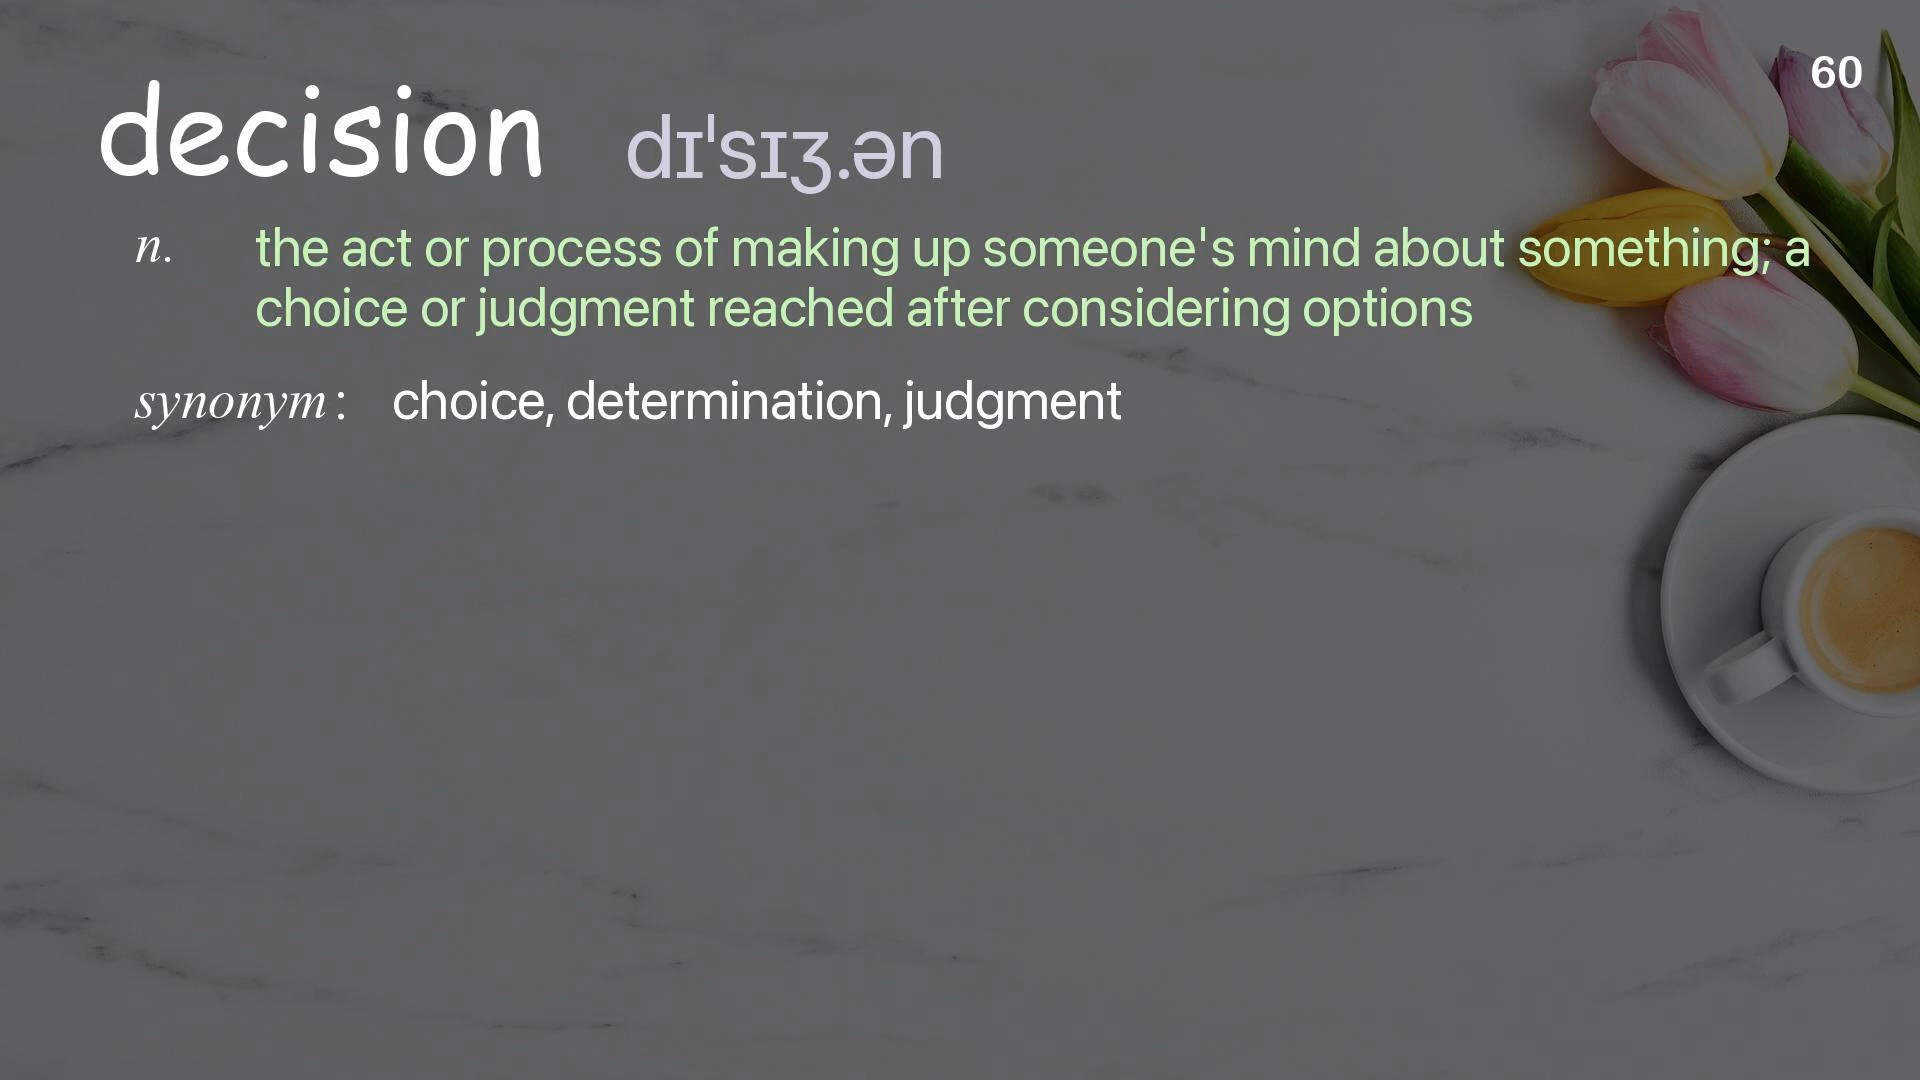 60
decision dɪˈsɪʒ.ən
n. the act or process of making up someone's mind about something; a
choice or judgment reached after considering options
synonym : choice, determination, judgment